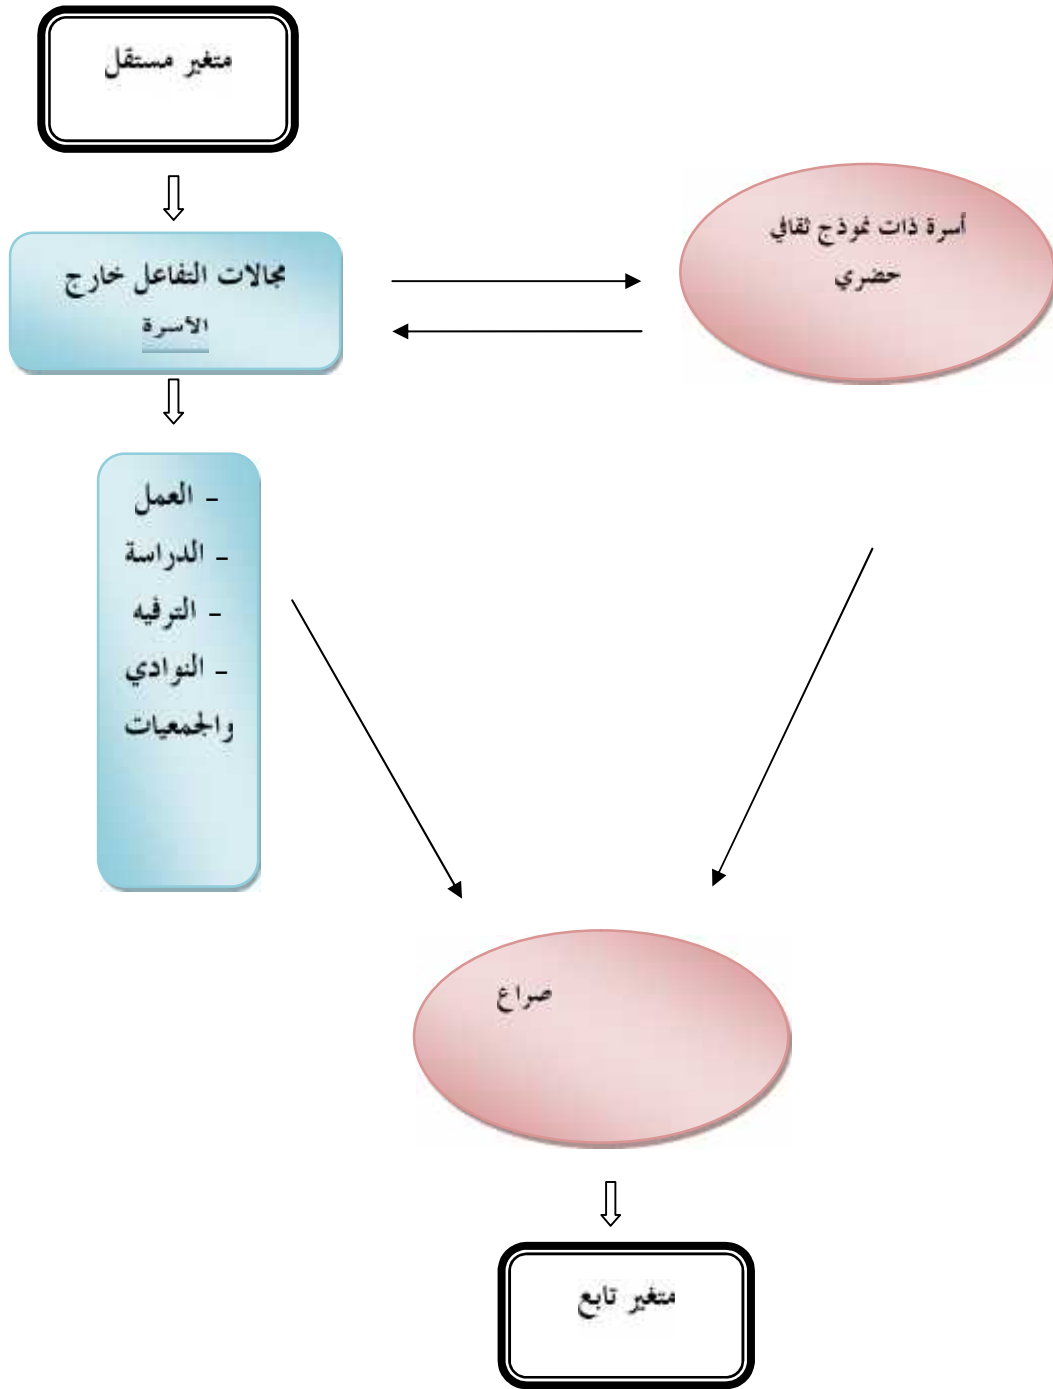 متغير مستقل
أسرة ذات نموذج ثقافي
حضري
مجالات التفاعل خارج
الأسرة
- العمل
- الدراسة
- الترفيه
- النوادي
والجمعيات
صراع
متغير تابع